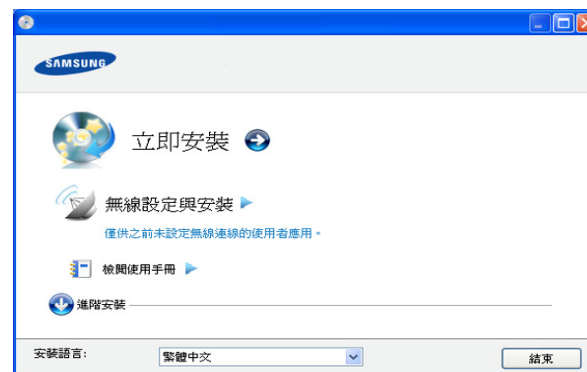 SAMSUNG
立即安裝
無線設定與安裝
僅供之前未設定無線連線的使用者應用。
檢閱使用手冊
進階安裝
安裝語言: 繁體中文 結束